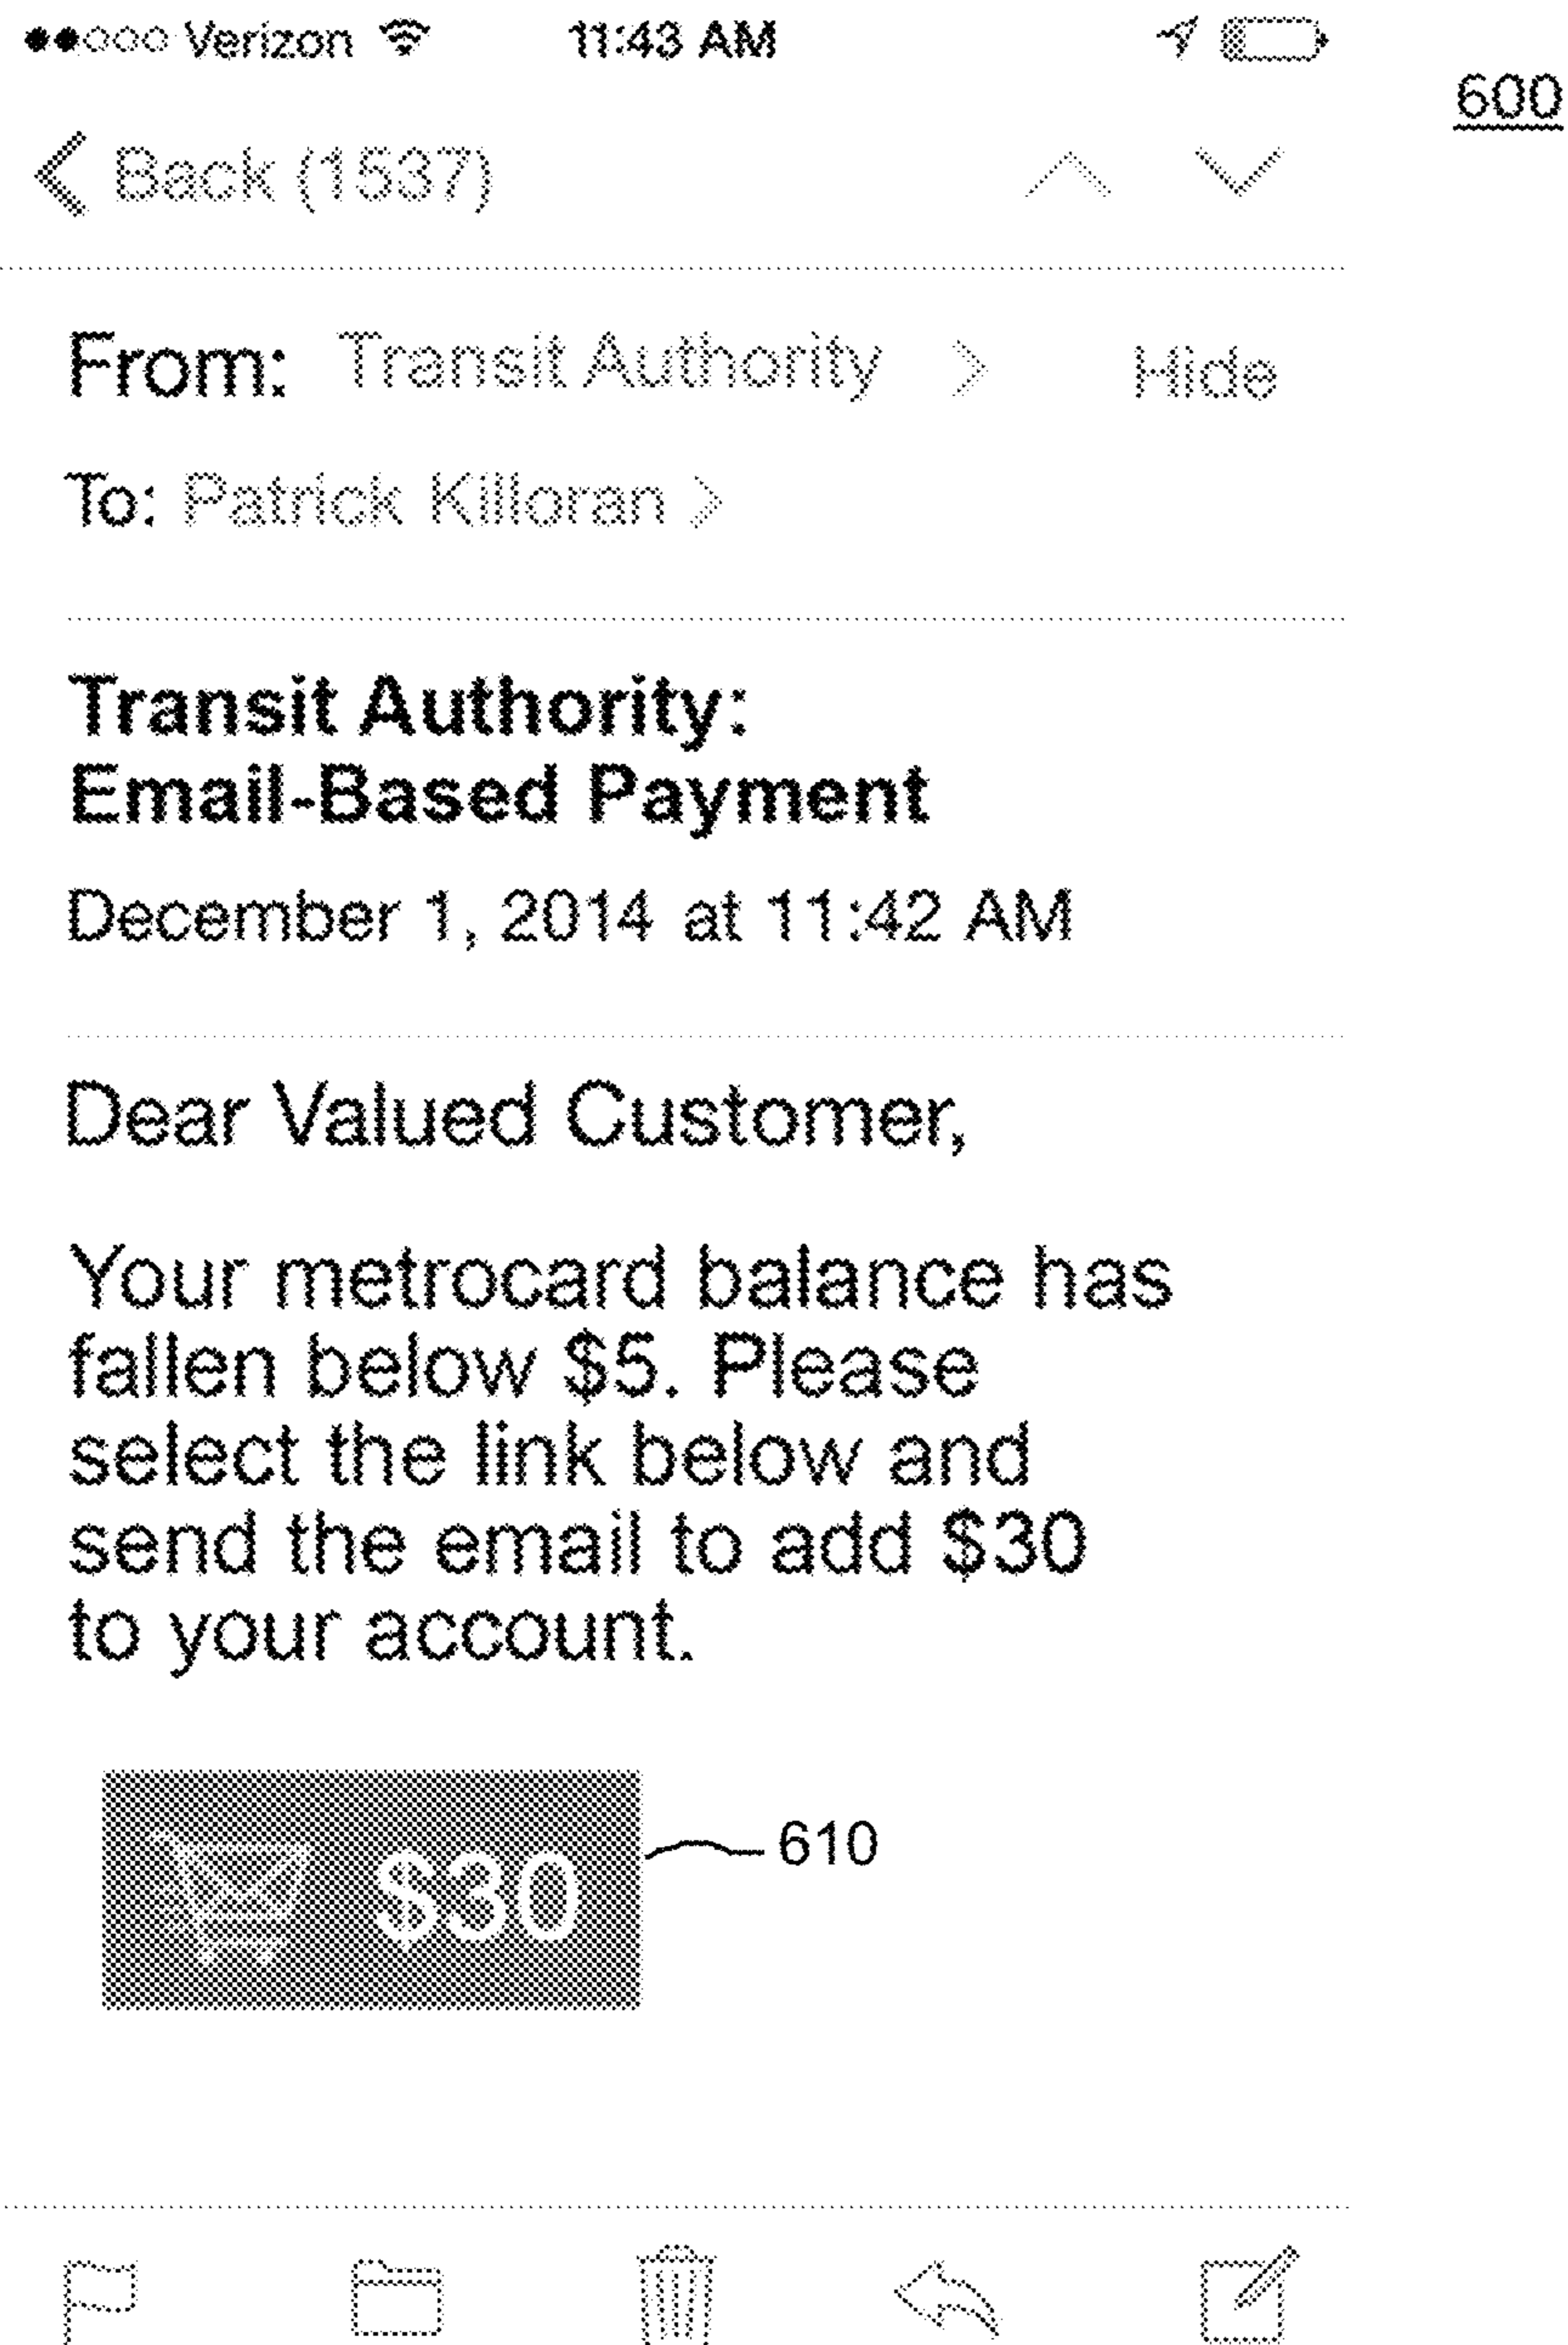 Verizon 11:43 AM
600
Back (1537)
From: Transit Authority > Hide
To: Patrick Killoran >
Transit Authority:
Email-Based Payment
December 1, 2014 at 11:42 AM
Dear Valued Customer,
Your metrocard balance has
fallen below $5. Please
select the link below and
send the email to add $30
to your account.
$30
610